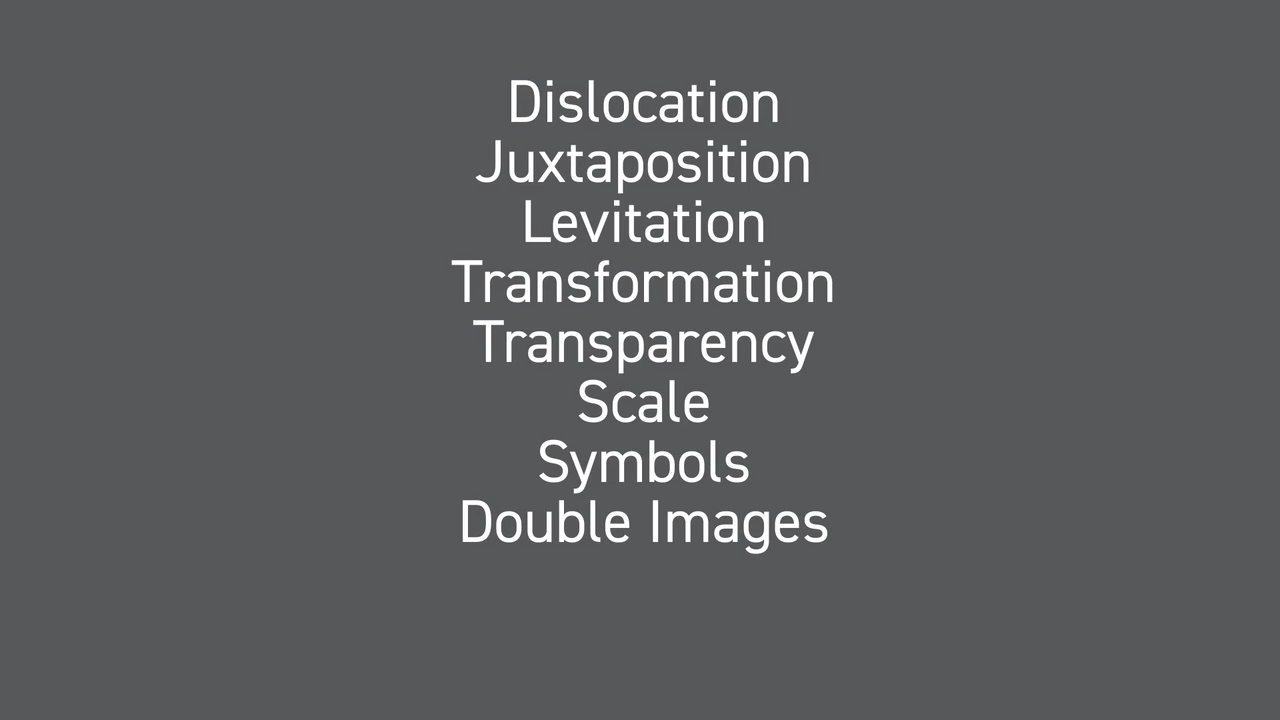 Dislocation
Juxtaposition
Levitation
Transformation
Transparency
Scale
Symbols
Double Images